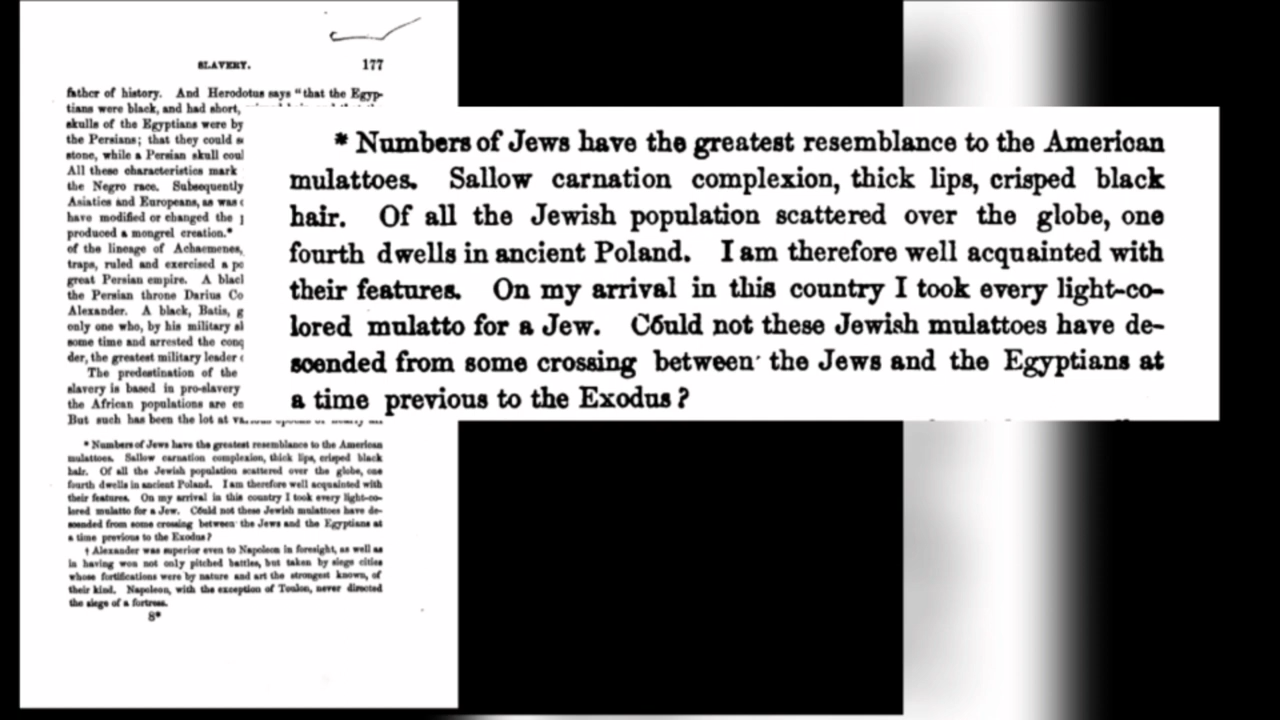 SLAVERY. 177
father of history. And Herodotus says "that the Egyp-
tians were black, and had short,
skulls of the Egyptians were by
the Persians; that they could
stone, while a Persian skull
All these characteristics mark
the Negro race. Subsequently
Asiatics and Europeans, as was
have modified or changed the
produced a mongrel creation.*
of the lineage of Achaemenes,
traps, ruled and exercised a
great Persian empire. A
the Persian throne Darius Co
Alexander. A black, Batis, g
only one who, by his military
some time and arrested the
der, the greatest military leader
The predestination of the
slavery is based in pro-slavery
the African populations are
But such has been the lot at
* Numbers of Jews have the greatest resemblance to the American
mulattoes. Sallow carnation complexion, thick lips, crisped black
hair. Of all the Jewish population scattered over the globe, one
fourth dwells in ancient Poland. I am therefore well acquainted with
their features. On my arrival in this country I took every light-co-
lored mulatto for a Jew. Could not these Jewish mulattoes have de-
scended from some crossing between the Jews and the Egyptians at
a time previous to the Exodus?
† Alexander was superior even to Napoleon in foresight, as well as
in having won not only pitched battles, but taken by siege cities
whose fortifications were by nature and art the strongest known, of
their kind. Napoleon, with the exception of Toulon, never directed
the siege of a fortress.
8*
* Numbers of Jews have the greatest resemblance to the American
mulattoes. Sallow carnation complexion, thick lips, crisped black
hair. Of all the Jewish population scattered over the globe, one
fourth dwells in ancient Poland. I am therefore well acquainted with
their features. On my arrival in this country I took every light-co-
lored mulatto for a Jew. Could not these Jewish mulattoes have de-
scended from some crossing between the Jews and the Egyptians at
a time previous to the Exodus?